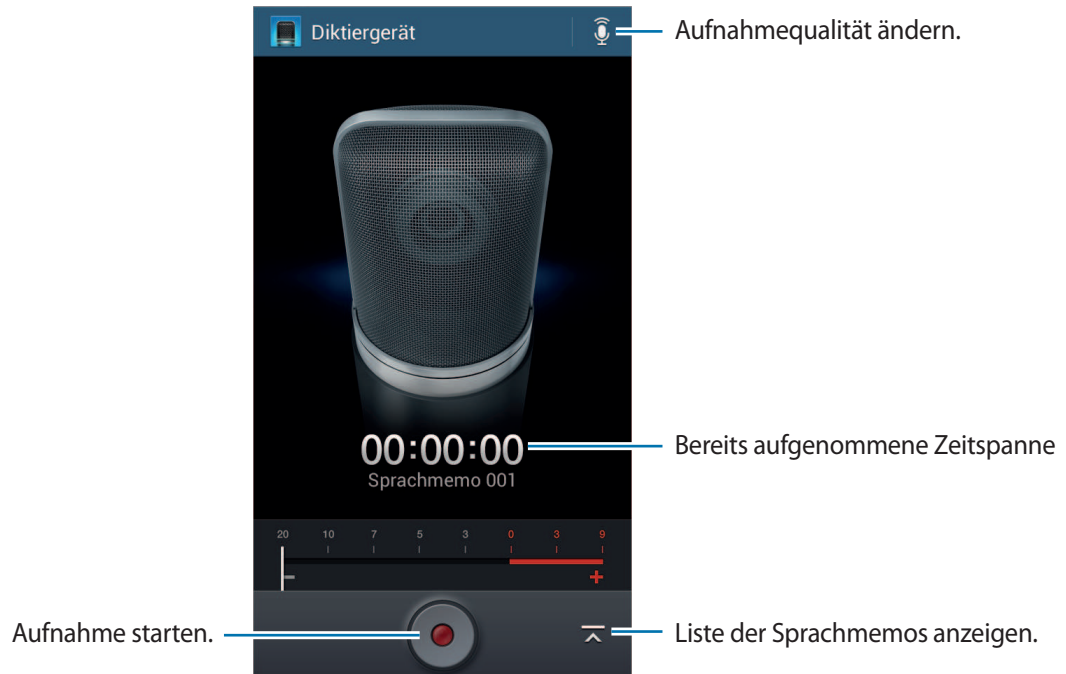 Diktiergerät
Aufnahmequalität ändern.
00:00:00
Bereits aufgenommene Zeitspanne
Sprachmemo 001
20 10 7 5 3 0 3 9
− +
Aufnahme starten.
Liste der Sprachmemos anzeigen.